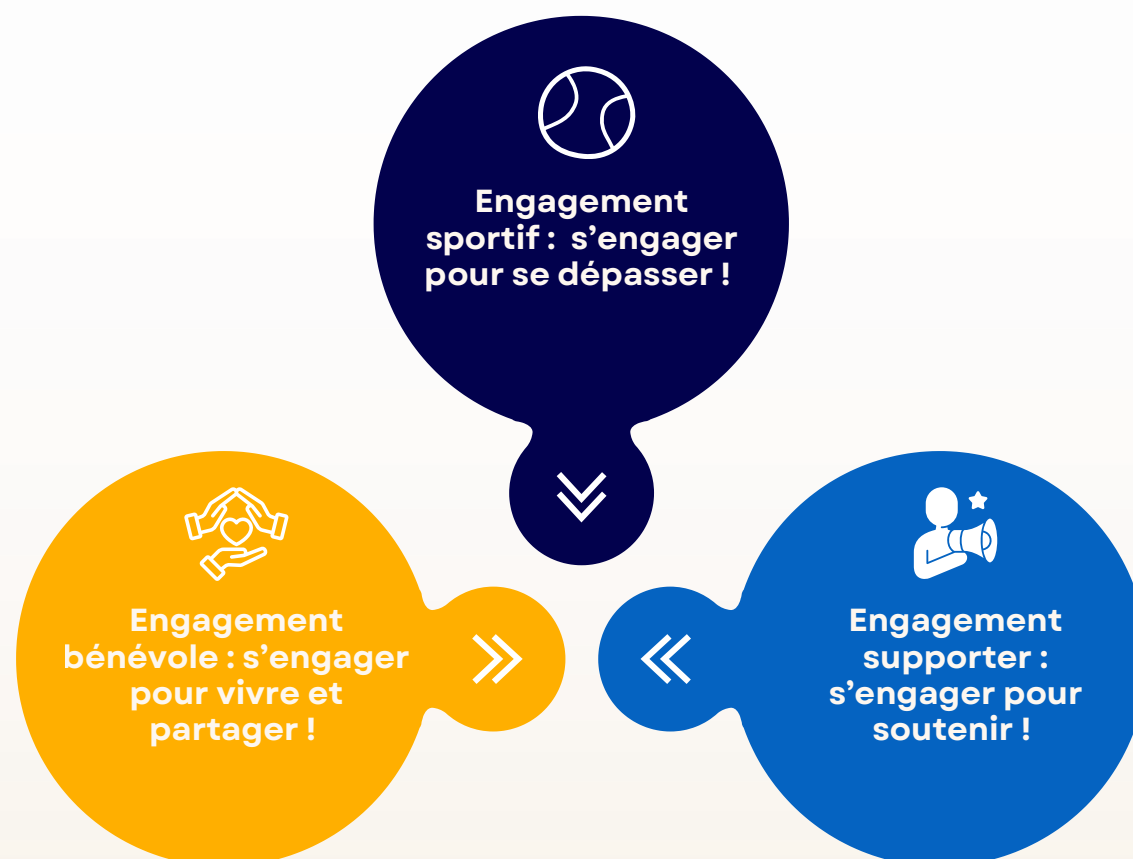 Engagement
sportif : s’engager
pour se dépasser !
Engagement
bénévole : s’engager
pour vivre et
partager !
Engagement
supporter :
s’engager pour
soutenir !